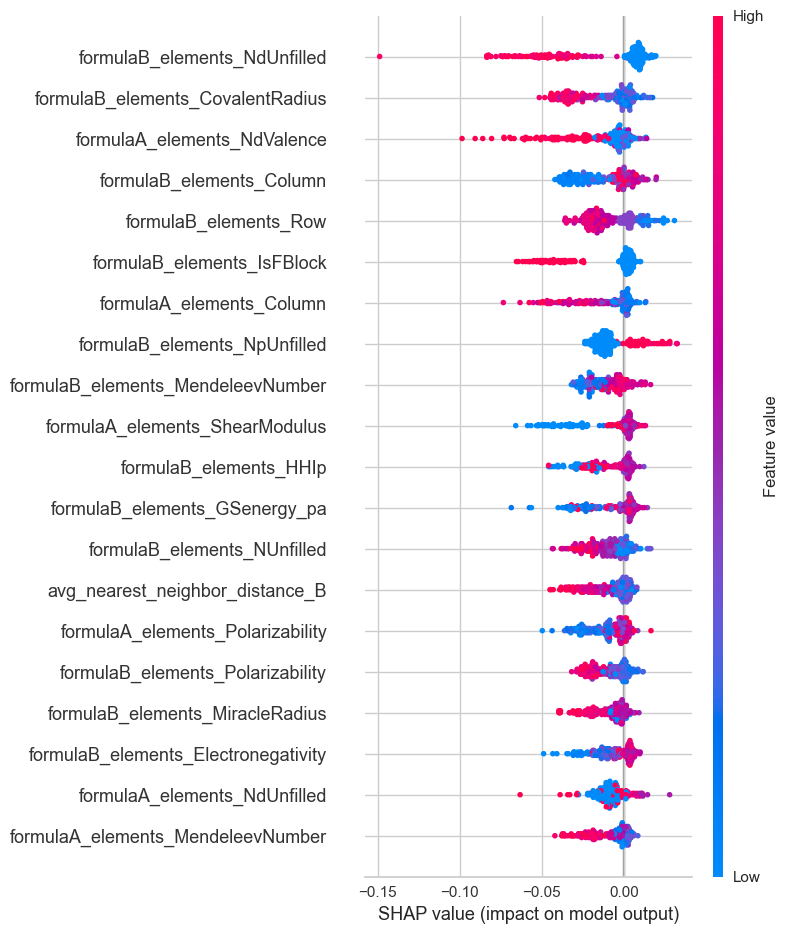 High
formulaB_elements_NdUnfilled
formulaB_elements_CovalentRadius
formulaA_elements_NdValence
formulaB_elements_Column
formulaB_elements_Row
formulaB_elements_IsFBlock
formulaA_elements_Column
formulaB_elements_NpUnfilled
formulaB_elements_MendeleevNumber
formulaA_elements_ShearModulus
formulaB_elements_HHIp
formulaB_elements_GSenergy_pa
formulaB_elements_NUnfilled
avg_nearest_neighbor_distance_B
formulaA_elements_Polarizability
formulaB_elements_Polarizability
formulaB_elements_MiracleRadius
formulaB_elements_Electronegativity
formulaA_elements_NdUnfilled
formulaA_elements_MendeleevNumber
Feature value
Low
−0.15 −0.10 −0.05 0.00
SHAP value (impact on model output)